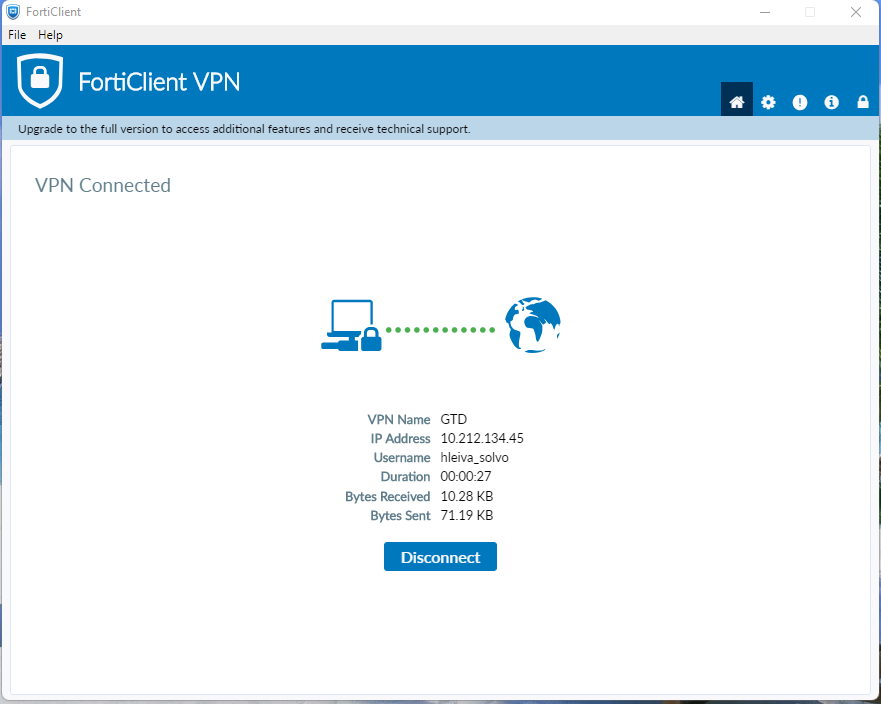 FortiClient
File Help
FortiClient VPN
Upgrade to the full version to access additional features and receive technical support.
VPN Connected
VPN Name GTD
IP Address 10.212.134.45
Username hleiva_solvo
Duration 00:00:27
Bytes Received 10.28 KB
Bytes Sent 71.19 KB
Disconnect